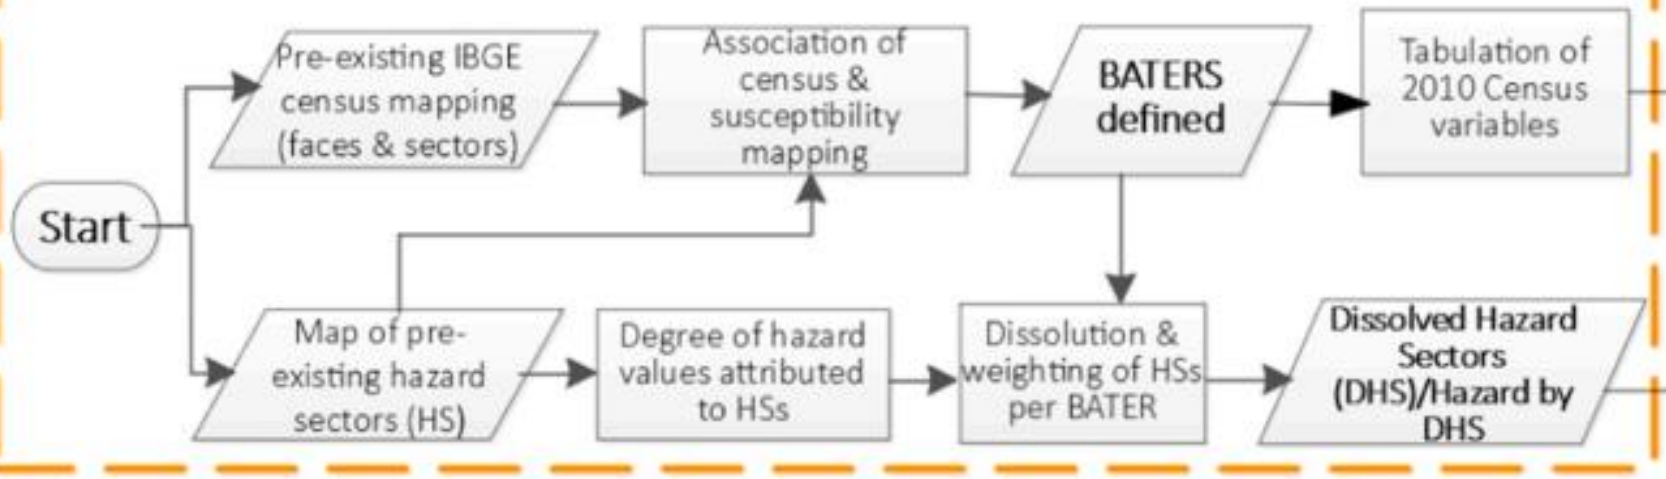 Pre-existing IBGE
census mapping
(faces & sectors)
Association of
census &
susceptibility
mapping
BATERS
defined
Tabulation of
2010 Census
variables
Start
Map of pre-
existing hazard
sectors (HS)
Degree of hazard
values attributed
to HSs
Dissolution &
weighting of HSs
per BATER
Dissolved Hazard
Sectors
(DHS)/Hazard by
DHS